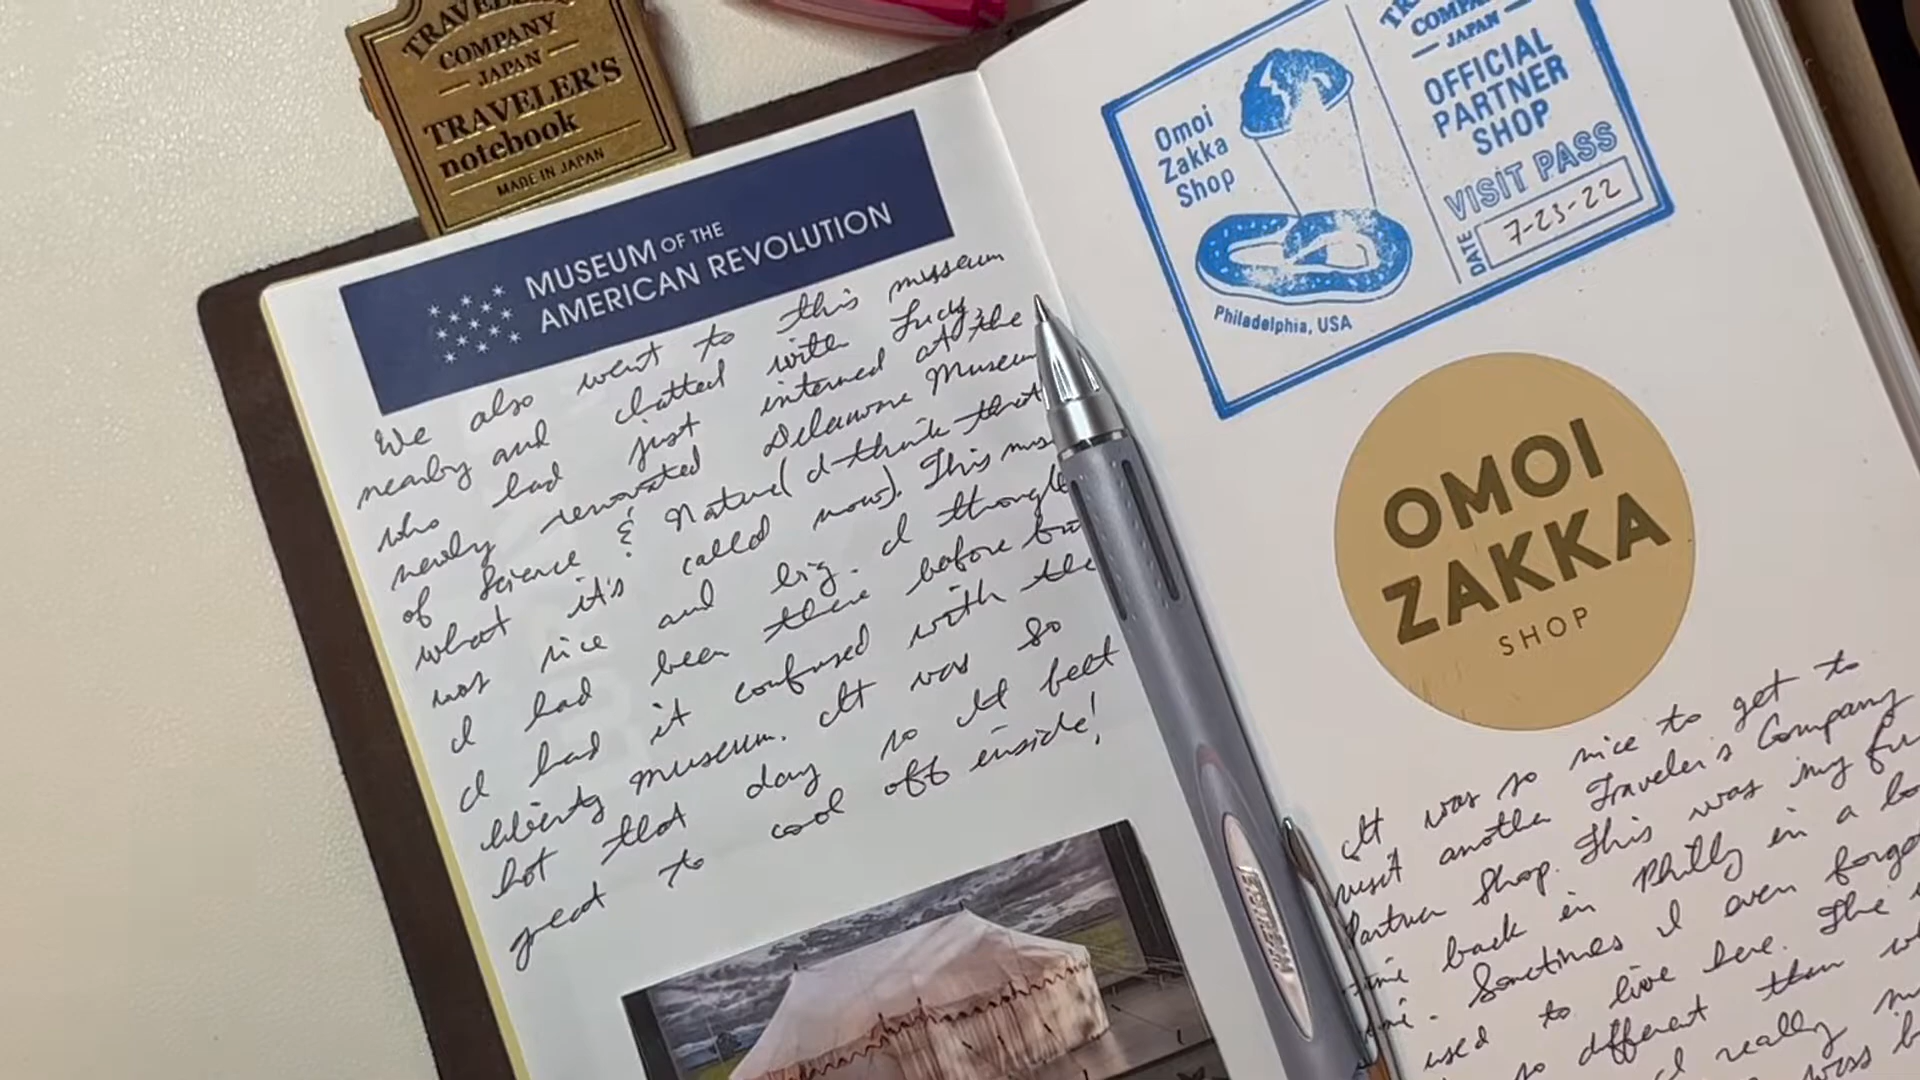 TRAVELER'S
COMPANY
JAPAN
TRAVELER'S
notebook
MADE IN JAPAN
MUSEUM OF THE
AMERICAN REVOLUTION
We also went to this museum
nearby and chatted with Judy,
who had just interned at the
newly renovated Delaware Museum
of Science & Nature (I think that
what it's called now). This
was nice and big. I thought
I had been there before but
I had it confused with the
liberty museum. It was so
hot that day so it felt
great to cool off inside!
Omoi
Zakka
Shop
Philadelphia, USA
COMPANY
JAPAN
OFFICIAL
PARTNER
SHOP
VISIT PASS
DATE 7-23-22
OMOI
ZAKKA
SHOP
It was so nice to get to
visit another Traveler's Company
Partner Shop. This was my
time back in Philly in a
Sometimes I even
used to live here. The
so different than
I really
JETSTREAM